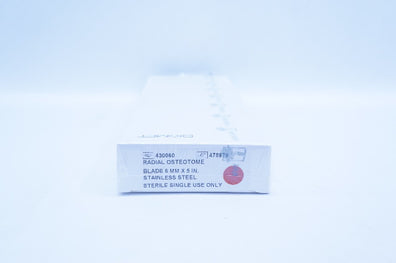 430060
RADIAL OSTEOTOME
BLADE 6 MM X 5 IN.
STAINLESS STEEL
STERILE SINGLE USE ONLY